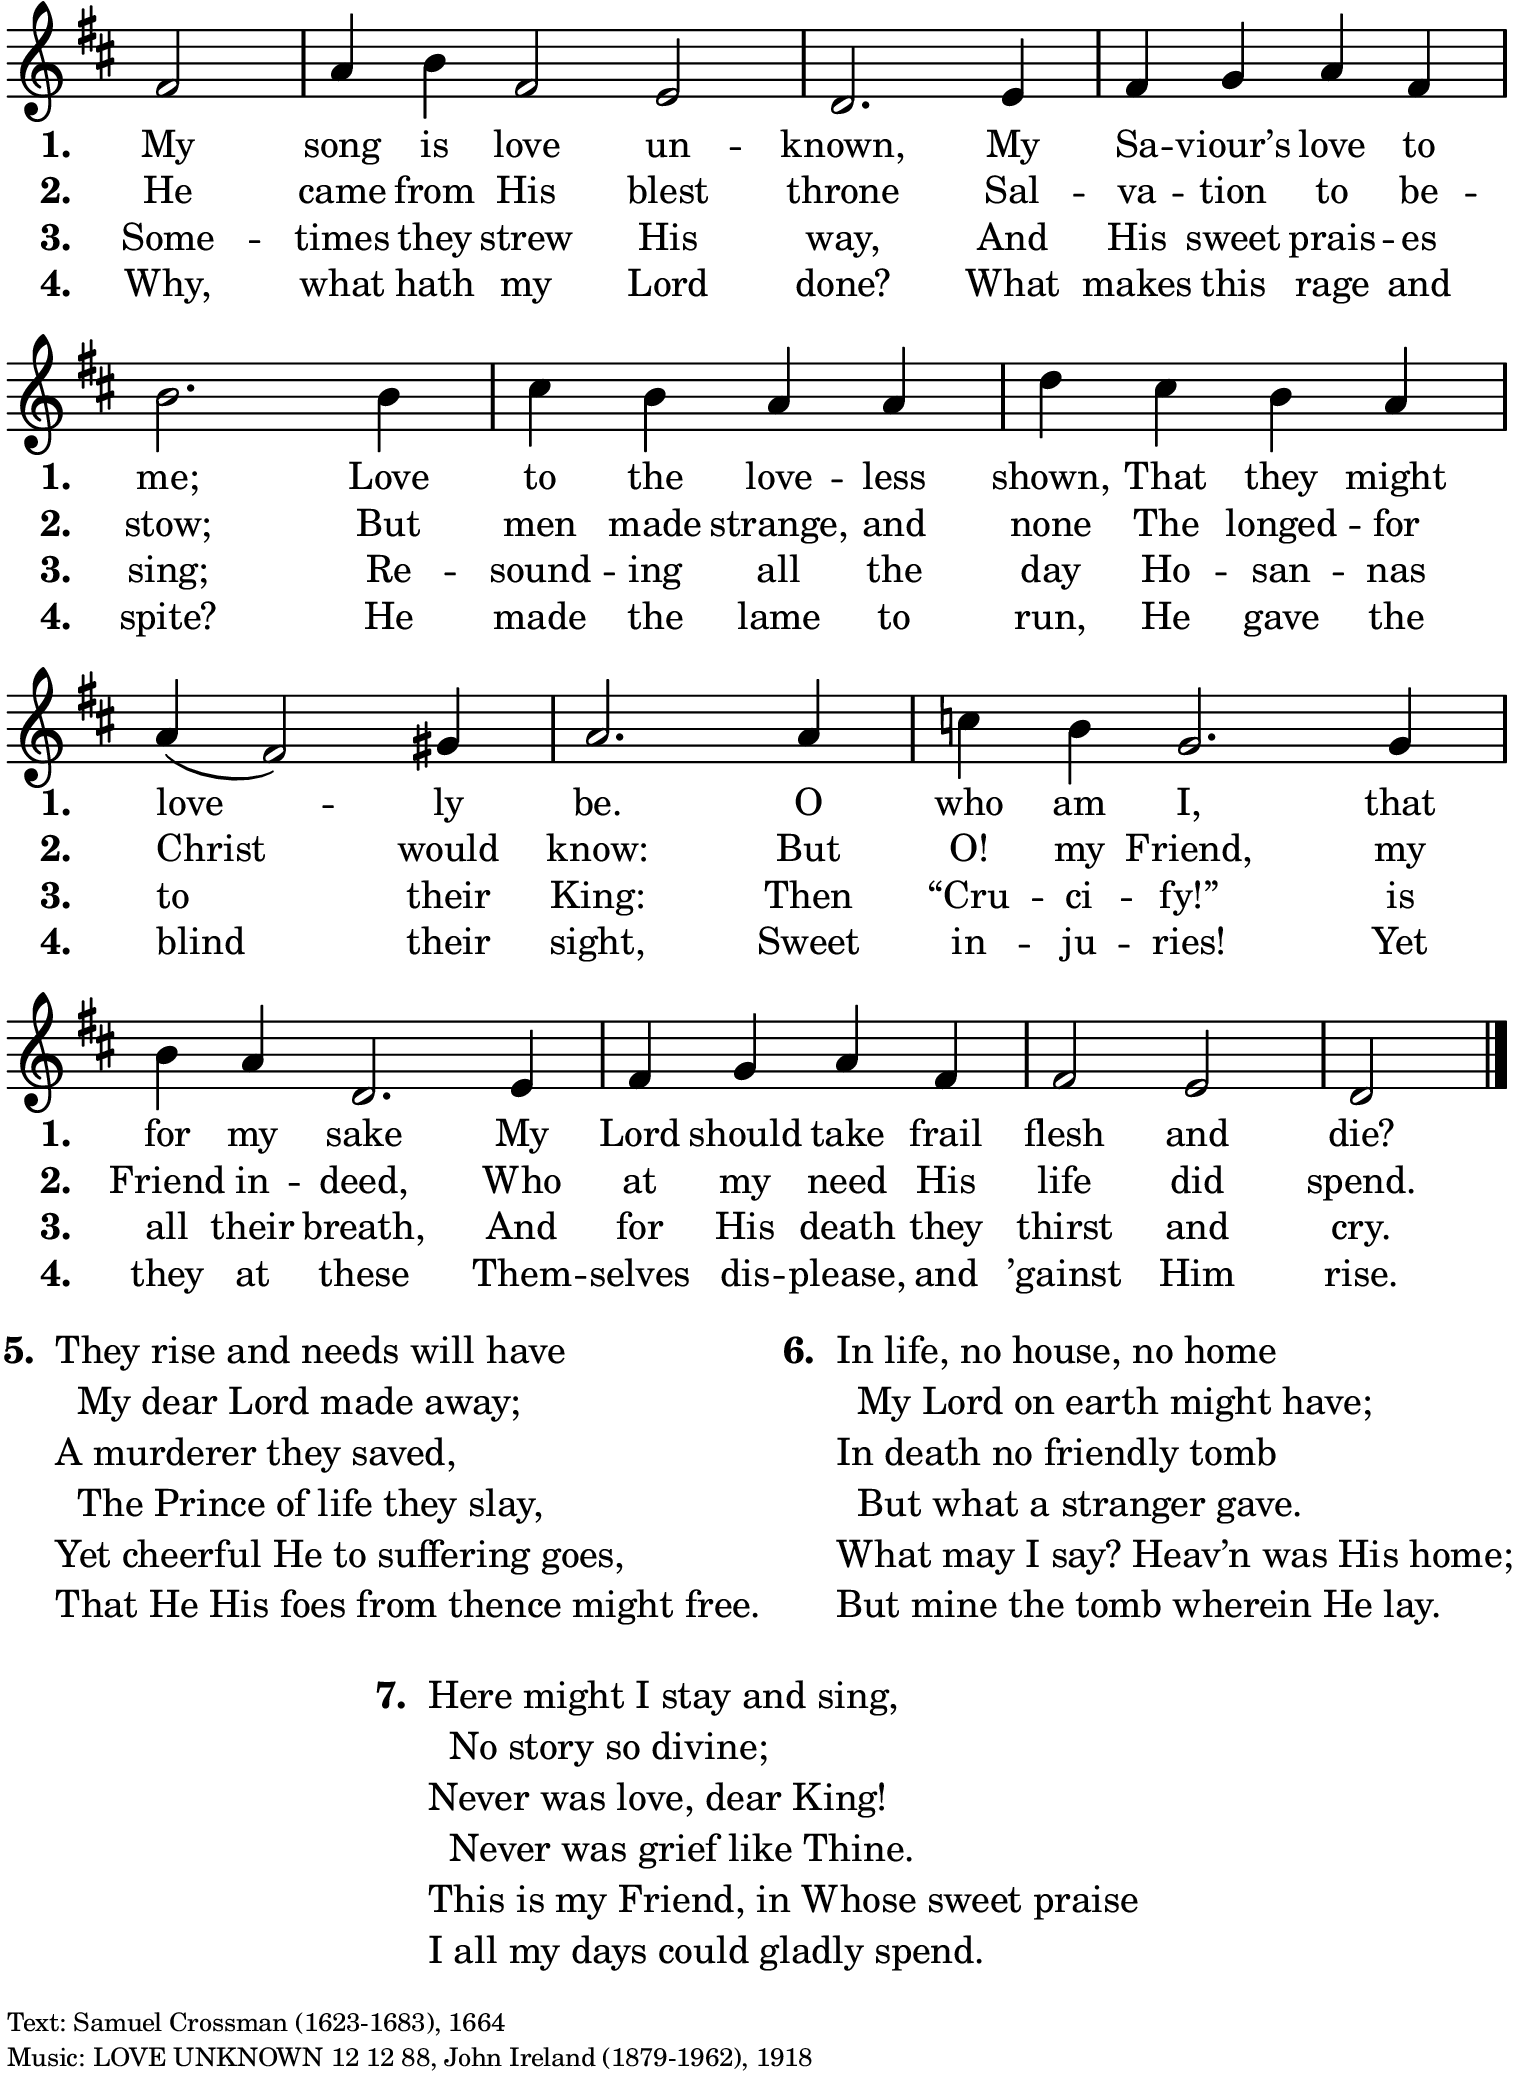 1. My song is love un - known, My Sa - viour’s love to
2. He came from His blest throne Sal - va - tion to be -
3. Some - times they strew His way, And His sweet prais - es
4. Why, what hath my Lord done? What makes this rage and
1. me; Love to the love - less shown, That they might
2. stow; But men made strange, and none The longed - for
3. sing; Re - sound - ing all the day Ho - san - nas
4. spite? He made the lame to run, He gave the
1. love - ly be. O who am I, that
2. Christ would know: But O! my Friend, my
3. to their King: Then “Cru - ci - fy!” is
4. blind their sight, Sweet in - ju - ries! Yet
1. for my sake My Lord should take frail flesh and die?
2. Friend in - deed, Who at my need His life did spend.
3. all their breath, And for His death they thirst and cry.
4. they at these Them - selves dis - please, and ’gainst Him rise.
5. They rise and needs will have
My dear Lord made away;
A murderer they saved,
The Prince of life they slay,
Yet cheerful He to suffering goes,
That He His foes from thence might free.
6. In life, no house, no home
My Lord on earth might have;
In death no friendly tomb
But what a stranger gave.
What may I say? Heav’n was His home;
But mine the tomb wherein He lay.
7. Here might I stay and sing,
No story so divine;
Never was love, dear King!
Never was grief like Thine.
This is my Friend, in Whose sweet praise
I all my days could gladly spend.
Text: Samuel Crossman (1623-1683), 1664
Music: LOVE UNKNOWN 12 12 88, John Ireland (1879-1962), 1918